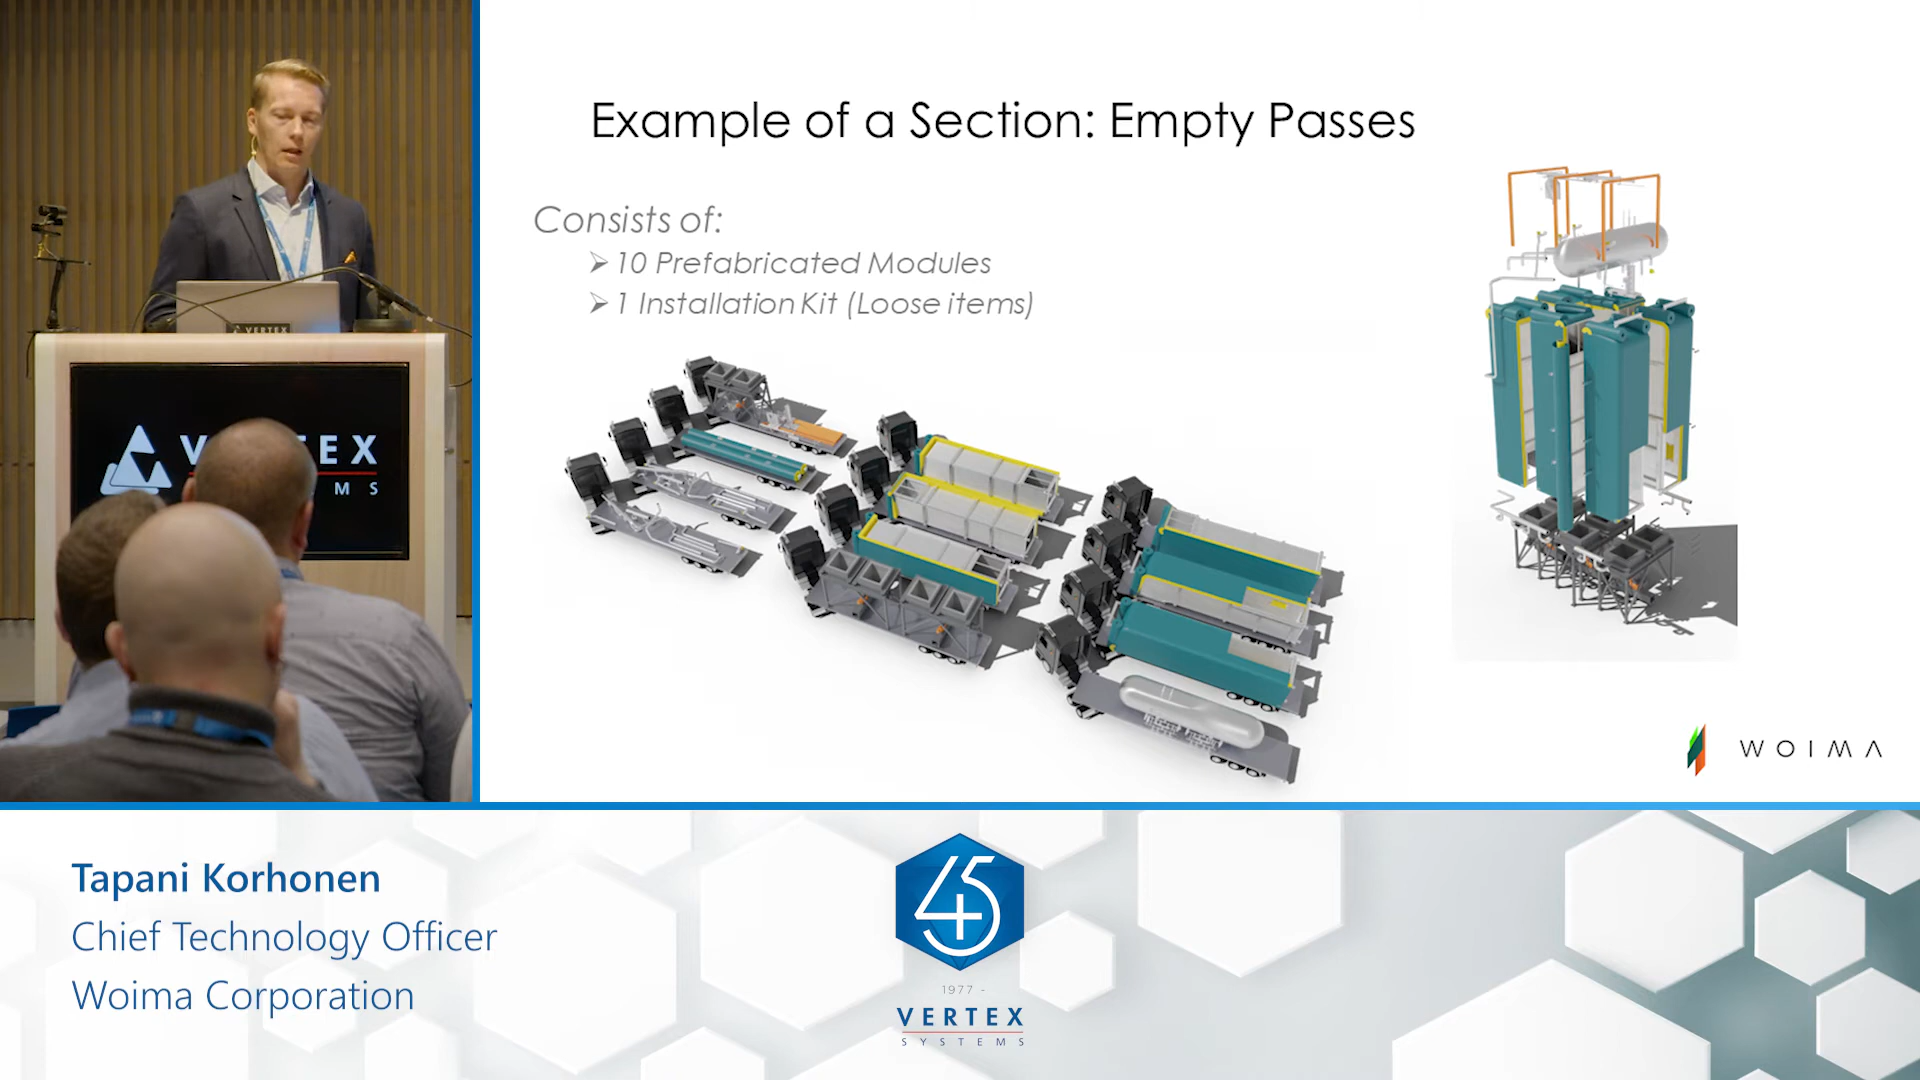 Example of a Section: Empty Passes
Consists of:
➢ 10 Prefabricated Modules
➢ 1 Installation Kit (Loose items)
WOIMA
VERTEX
Tapani Korhonen
Chief Technology Officer
Woima Corporation
45+
1977 -
VERTEX
SYSTEMS